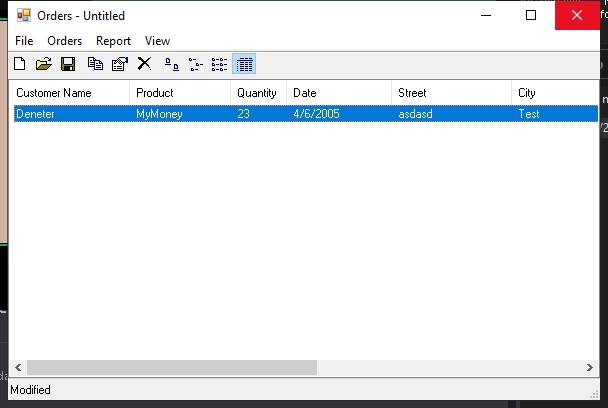 Orders - Untitled
File Orders Report View
Customer Name Product Quantity Date Street City
Deneter MyMoney 23 4/6/2005 asdasd Test
Modified